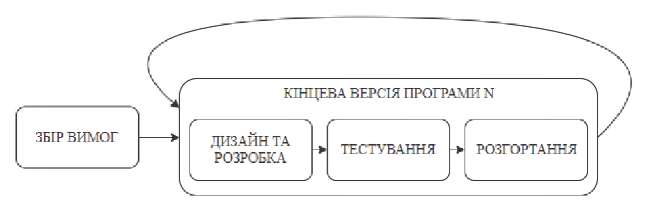 КІНЦЕВА ВЕРСІЯ ПРОГРАМИ N
ЗБІР ВИМОГ
ДИЗАЙН ТА
РОЗРОБКА
ТЕСТУВАННЯ
РОЗГОРТАННЯ